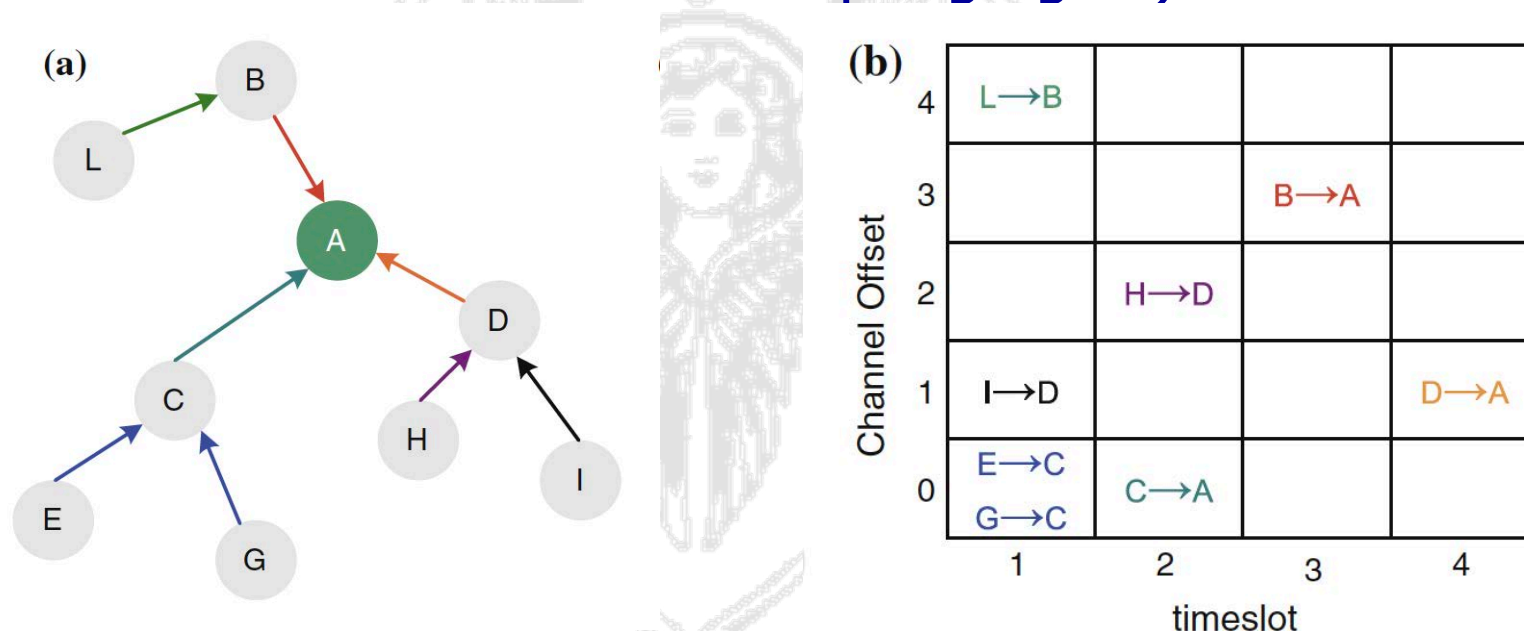 (a)
B
L
A
D
C
H
I
E
G
(b)
Channel Offset
4
3
2
1
0
L→B
B→A
H→D
I→D
D→A
E→C
G→C
C→A
1
2
3
4
timeslot